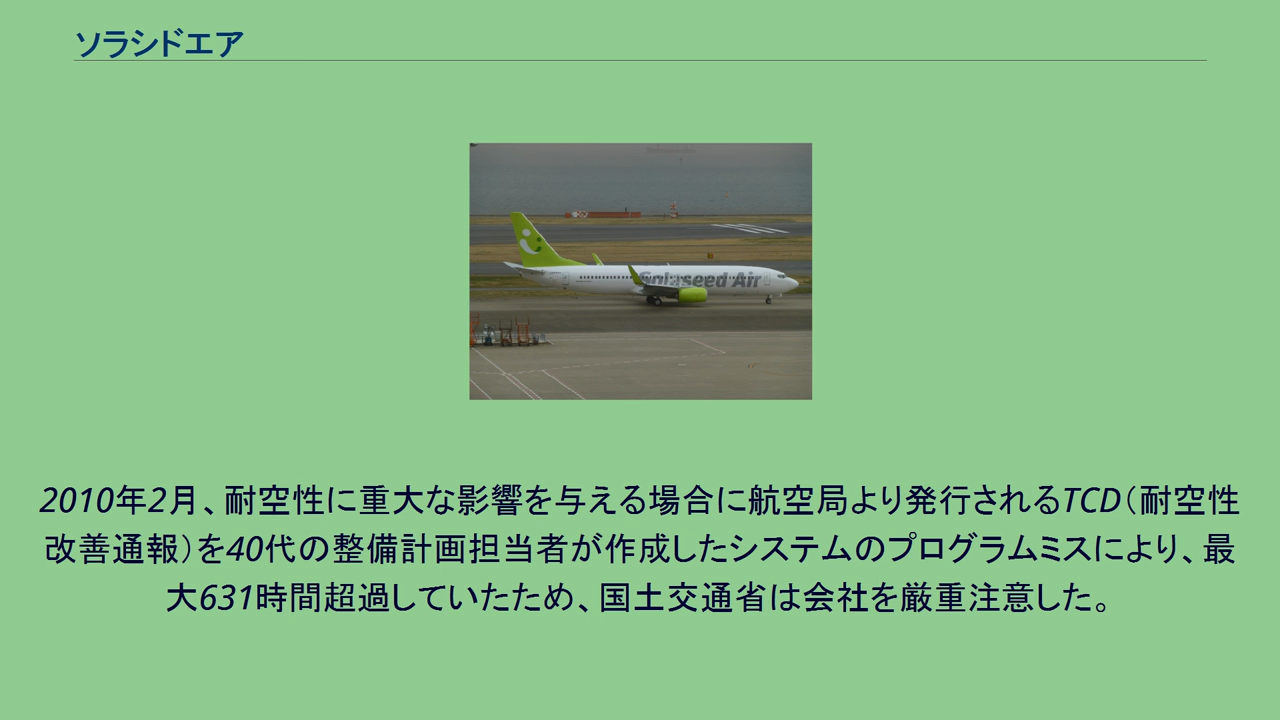 ソラシドエア
Solaseed Air
2010年2月、耐空性に重大な影響を与える場合に航空局より発行されるTCD（耐空性
改善通報）を40代の整備計画担当者が作成したシステムのプログラムミスにより、最
大631時間超過していたため、国土交通省は会社を厳重注意した。